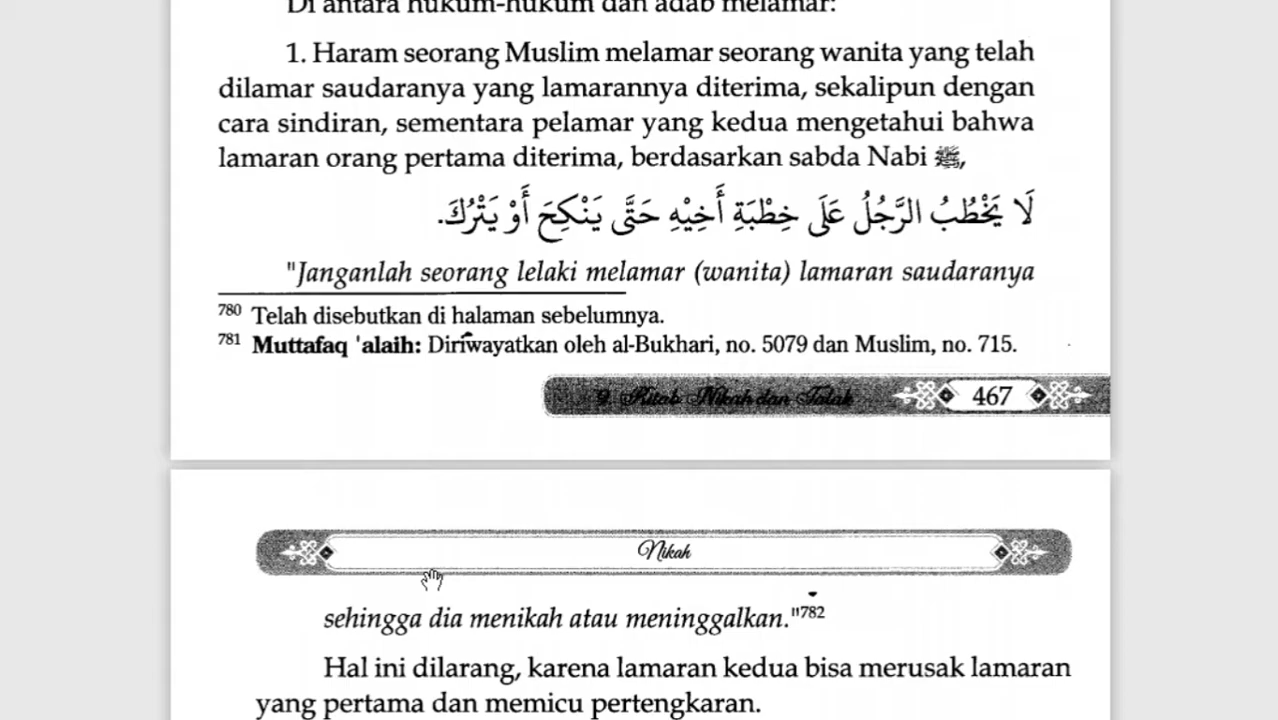 Di antara hukum-hukum dan adab melamar:
1. Haram seorang Muslim melamar seorang wanita yang telah
dilamar saudaranya yang lamarannya diterima, sekalipun dengan
cara sindiran, sementara pelamar yang kedua mengetahui bahwa
lamaran orang pertama diterima, berdasarkan sabda Nabi ﷺ,
لَا يَخْطُبُ الرَّجُلُ عَلَى خِطْبَةِ أَخِيْهِ حَتَّى يَنْكِحَ أَوْ يَتْرُكَ.
"Janganlah seorang lelaki melamar (wanita) lamaran saudaranya
780 Telah disebutkan di halaman sebelumnya.
781 Muttafaq 'alaih: Diriwayatkan oleh al-Bukhari, no. 5079 dan Muslim, no. 715.
9. Kitab Nikah dan Talak 467
Nikah
sehingga dia menikah atau meninggalkan."782
Hal ini dilarang, karena lamaran kedua bisa merusak lamaran
yang pertama dan memicu pertengkaran.